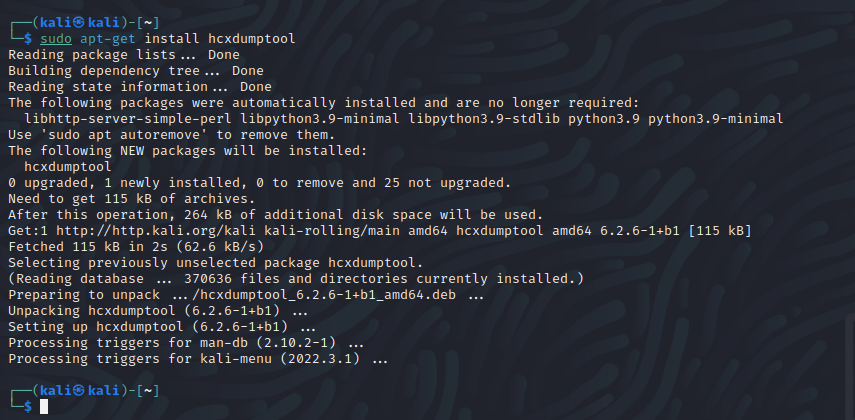 ┌──(kali㉿kali)-[~]
└─$ sudo apt-get install hcxdumptool
Reading package lists... Done
Building dependency tree... Done
Reading state information... Done
The following packages were automatically installed and are no longer required:
  libhttp-server-simple-perl libpython3.9-minimal libpython3.9-stdlib python3.9 python3.9-minimal
Use 'sudo apt autoremove' to remove them.
The following NEW packages will be installed:
  hcxdumptool
0 upgraded, 1 newly installed, 0 to remove and 25 not upgraded.
Need to get 115 kB of archives.
After this operation, 264 kB of additional disk space will be used.
Get:1 http://http.kali.org/kali kali-rolling/main amd64 hcxdumptool amd64 6.2.6-1+b1 [115 kB]
Fetched 115 kB in 2s (62.6 kB/s)
Selecting previously unselected package hcxdumptool.
(Reading database ... 370636 files and directories currently installed.)
Preparing to unpack .../hcxdumptool_6.2.6-1+b1_amd64.deb ...
Unpacking hcxdumptool (6.2.6-1+b1) ...
Setting up hcxdumptool (6.2.6-1+b1) ...
Processing triggers for man-db (2.10.2-1) ...
Processing triggers for kali-menu (2022.3.1) ...
┌──(kali㉿kali)-[~]
└─$